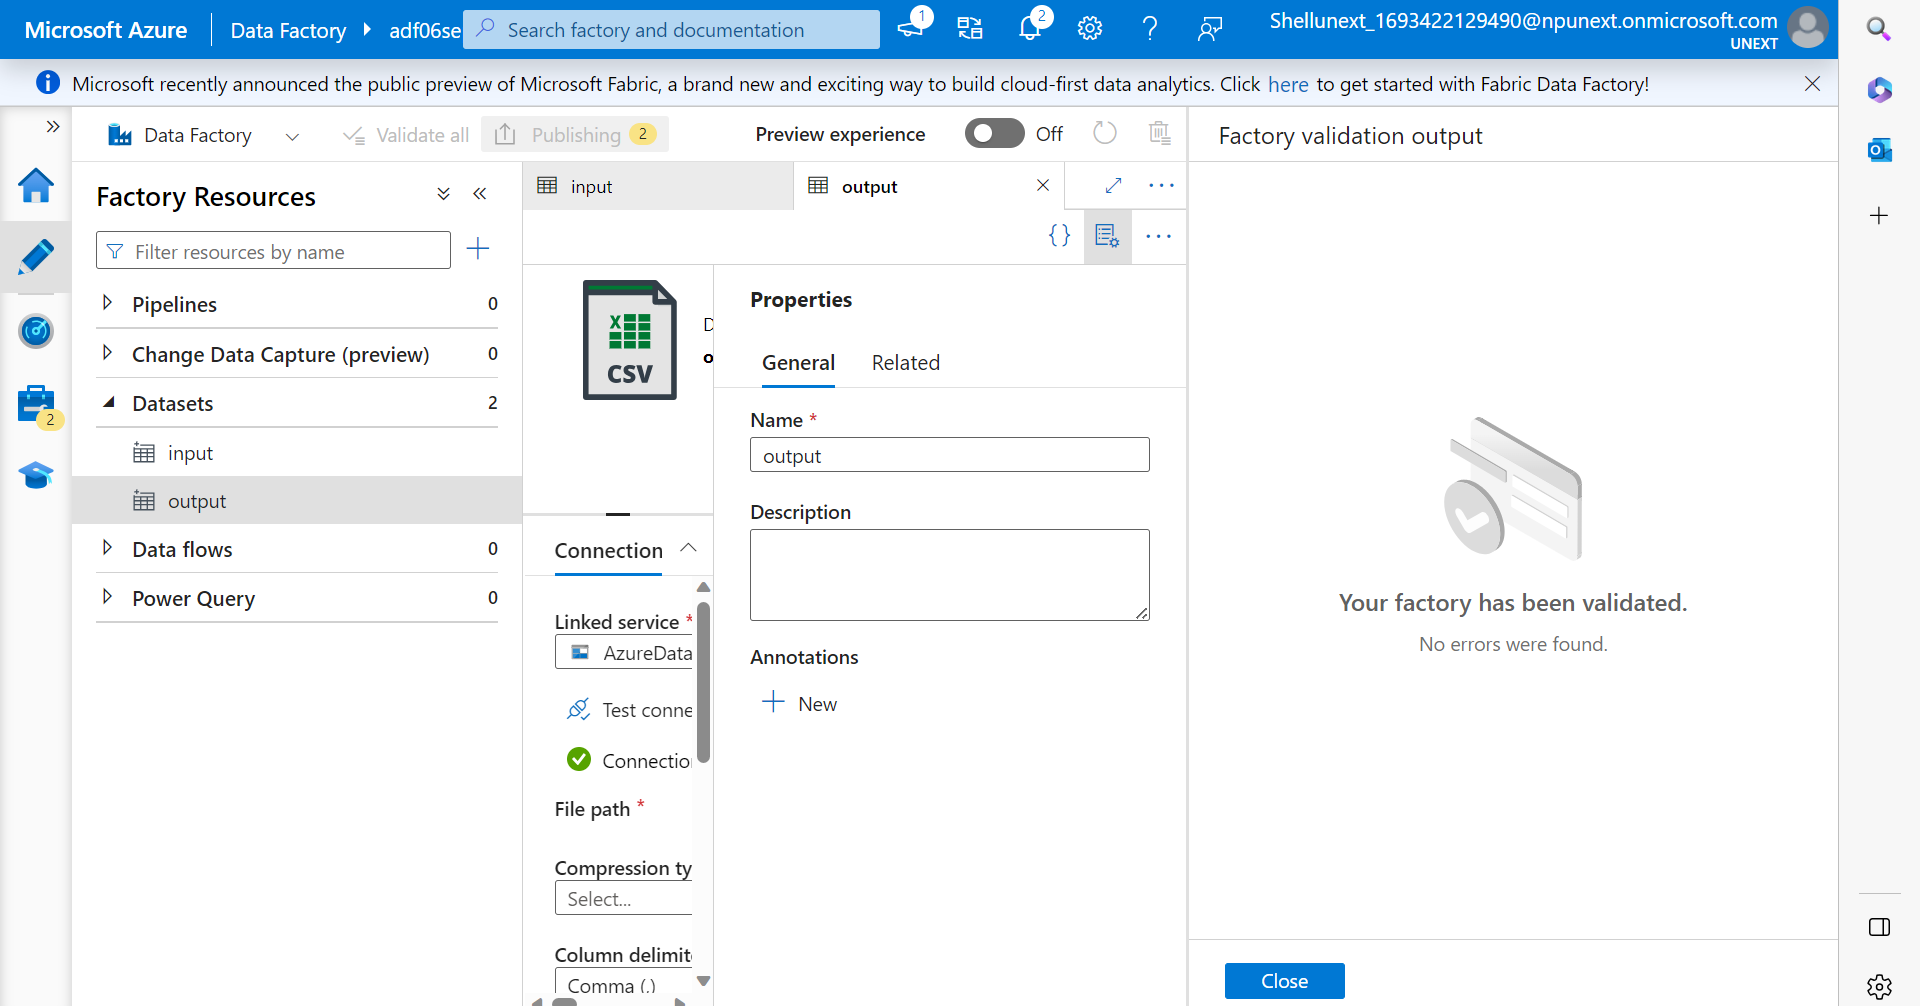 Microsoft Azure
Data Factory
adf06se
Search factory and documentation
1
2
Shellunext_1693422129490@npunext.onmicrosoft.com
UNEXT
Microsoft recently announced the public preview of Microsoft Fabric, a brand new and exciting way to build cloud-first data analytics. Click here to get started with Fabric Data Factory!
Data Factory
Validate all
Publishing 2
Preview experience
Off
Factory validation output
2
Factory Resources
Filter resources by name
Pipelines 0
Change Data Capture (preview) 0
Datasets 2
input
output
Data flows 0
Power Query 0
input
output
{}
CSV
D
o
Connection
Linked service *
AzureData
Test conne
Connection
File path *
Compression ty
Select...
Column delimit
Comma (,)
Properties
General
Related
Name *
output
Description
Annotations
New
Your factory has been validated.
No errors were found.
Close